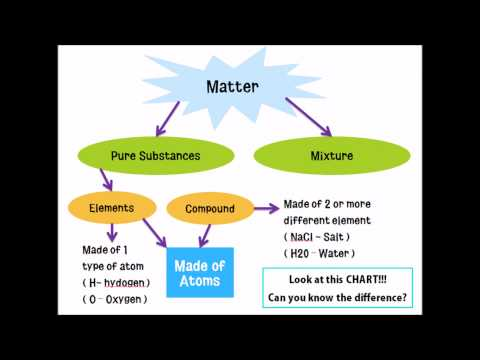 Matter
Pure Substances
Mixture
Elements
Compound
Made of 2 or more
different element
( NaCl - Salt )
( H20 - Water )
Made of 1
type of atom
( H- hydogen )
( O - Oxygen )
Made of
Atoms
Look at this CHART!!!
Can you know the difference?